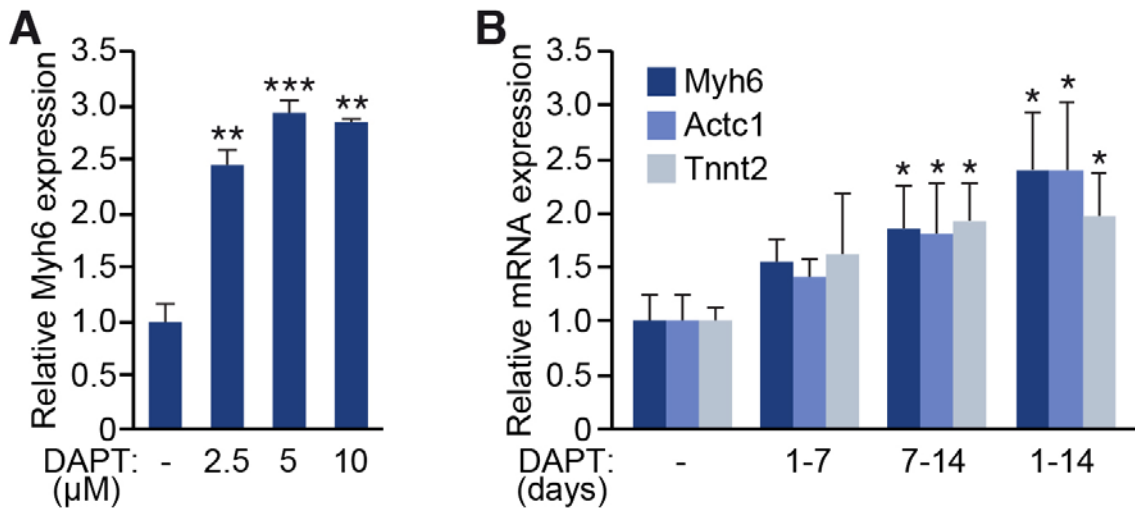 A
Relative Myh6 expression
3.5
3.0
2.5
2.0
1.5
1.0
0.5
0
**
***
**
DAPT: - 2.5 5 10
(µM)
B
Relative mRNA expression
3.5
3.0
2.5
2.0
1.5
1.0
0.5
0
Myh6
Actc1
Tnnt2
* * *
* * *
DAPT: - 1-7 7-14 1-14
(days)